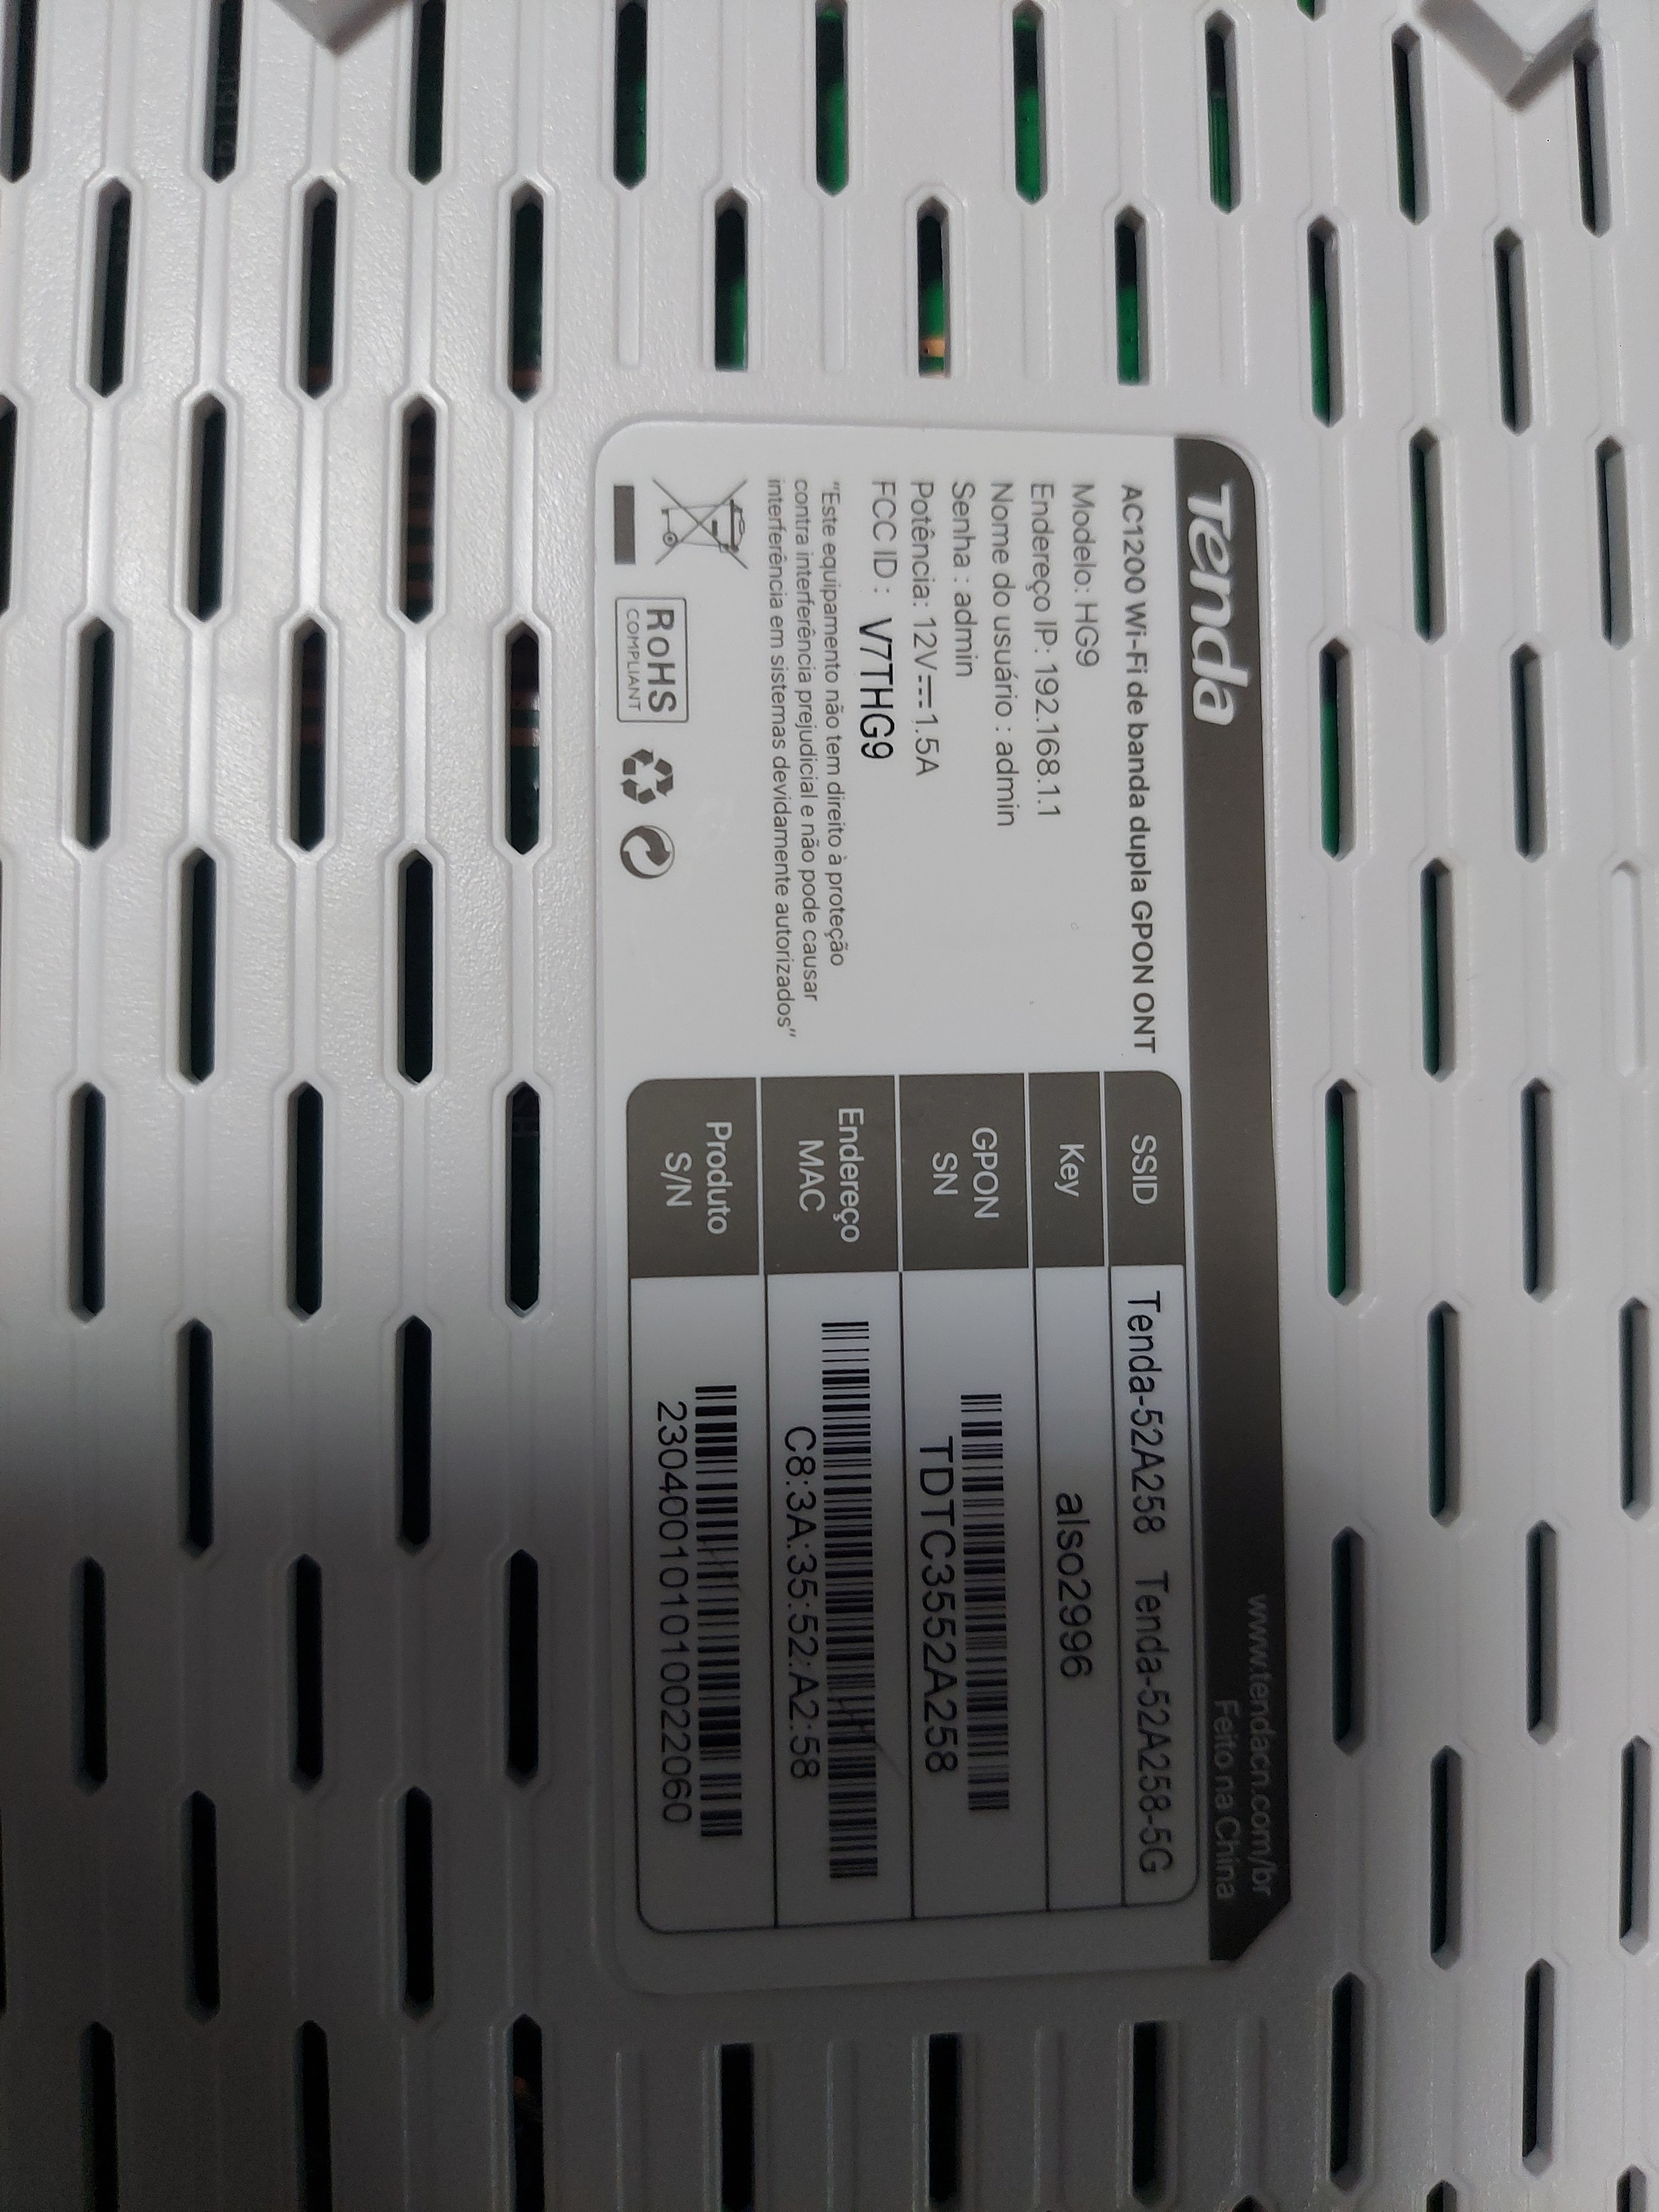 Tenda
www.tendacn.com/br
Feito na China
AC1200 Wi-Fi de banda dupla GPON ONT
Modelo: HG9
Endereço IP: 192.168.1.1
Nome do usuário : admin
Senha : admin
Potência: 12V⎓1.5A
FCC ID : V7THG9
"Este equipamento não tem direito à proteção
contra interferência prejudicial e não pode causar
interferência em sistemas devidamente autorizados"
RoHS
COMPLIANT
SSID Tenda-52A258 Tenda-52A258-5G
Key also2996
GPON
SN
TDTC3552A258
Endereço
MAC
C8:3A:35:52:A2:58
Produto
S/N
2304001010100022060